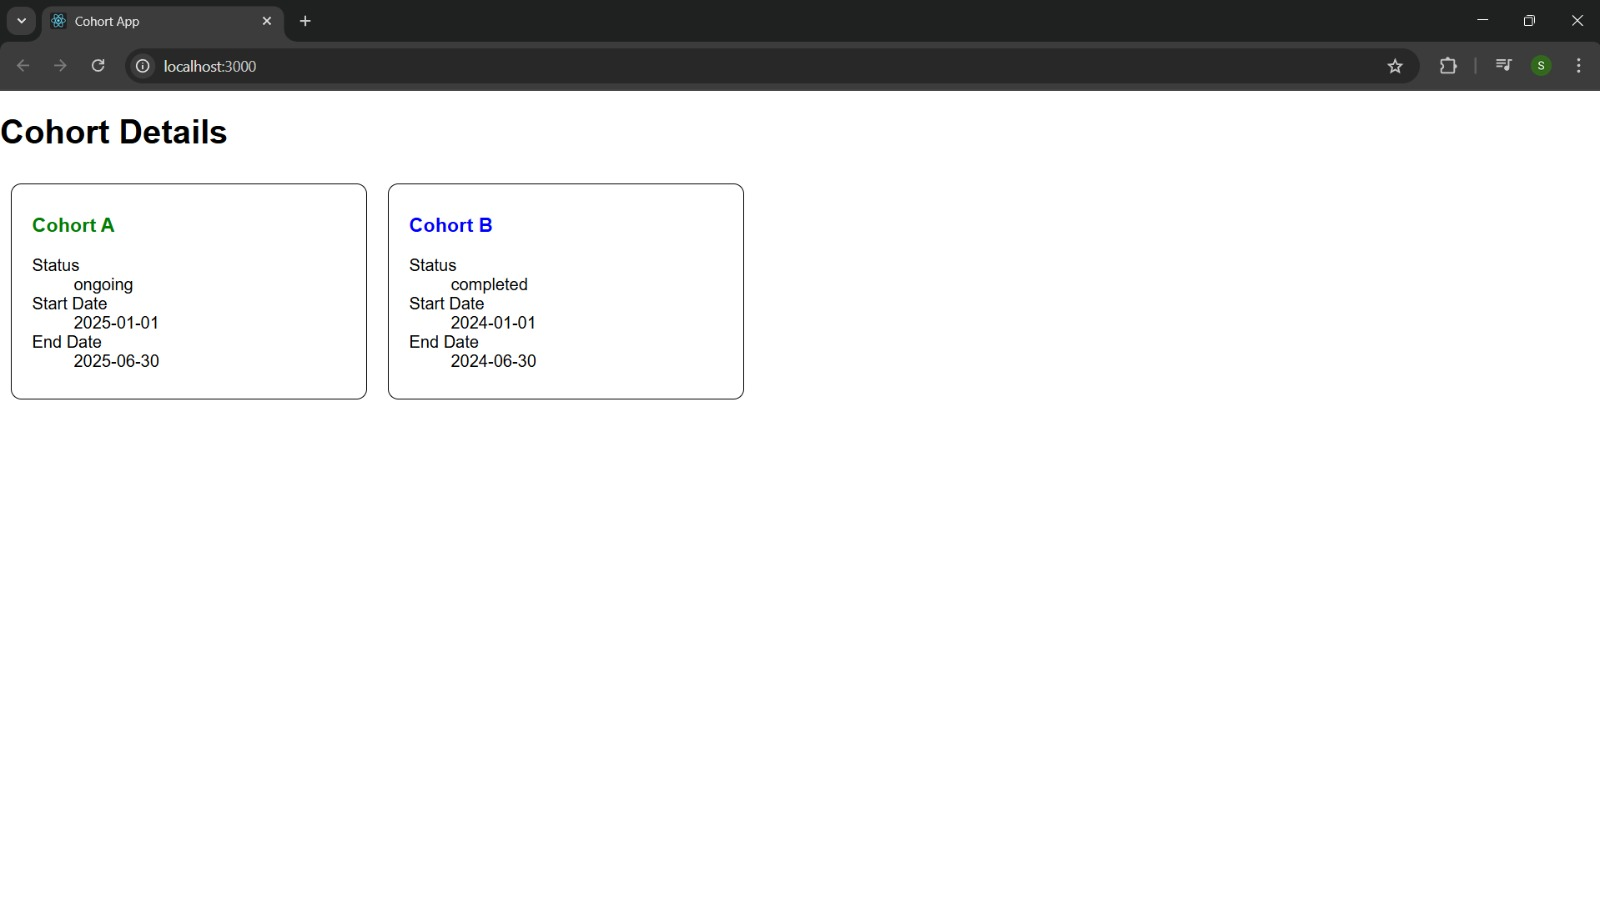 Cohort App
localhost:3000
S
Cohort Details
Cohort A
Status
ongoing
Start Date
2025-01-01
End Date
2025-06-30
Cohort B
Status
completed
Start Date
2024-01-01
End Date
2024-06-30